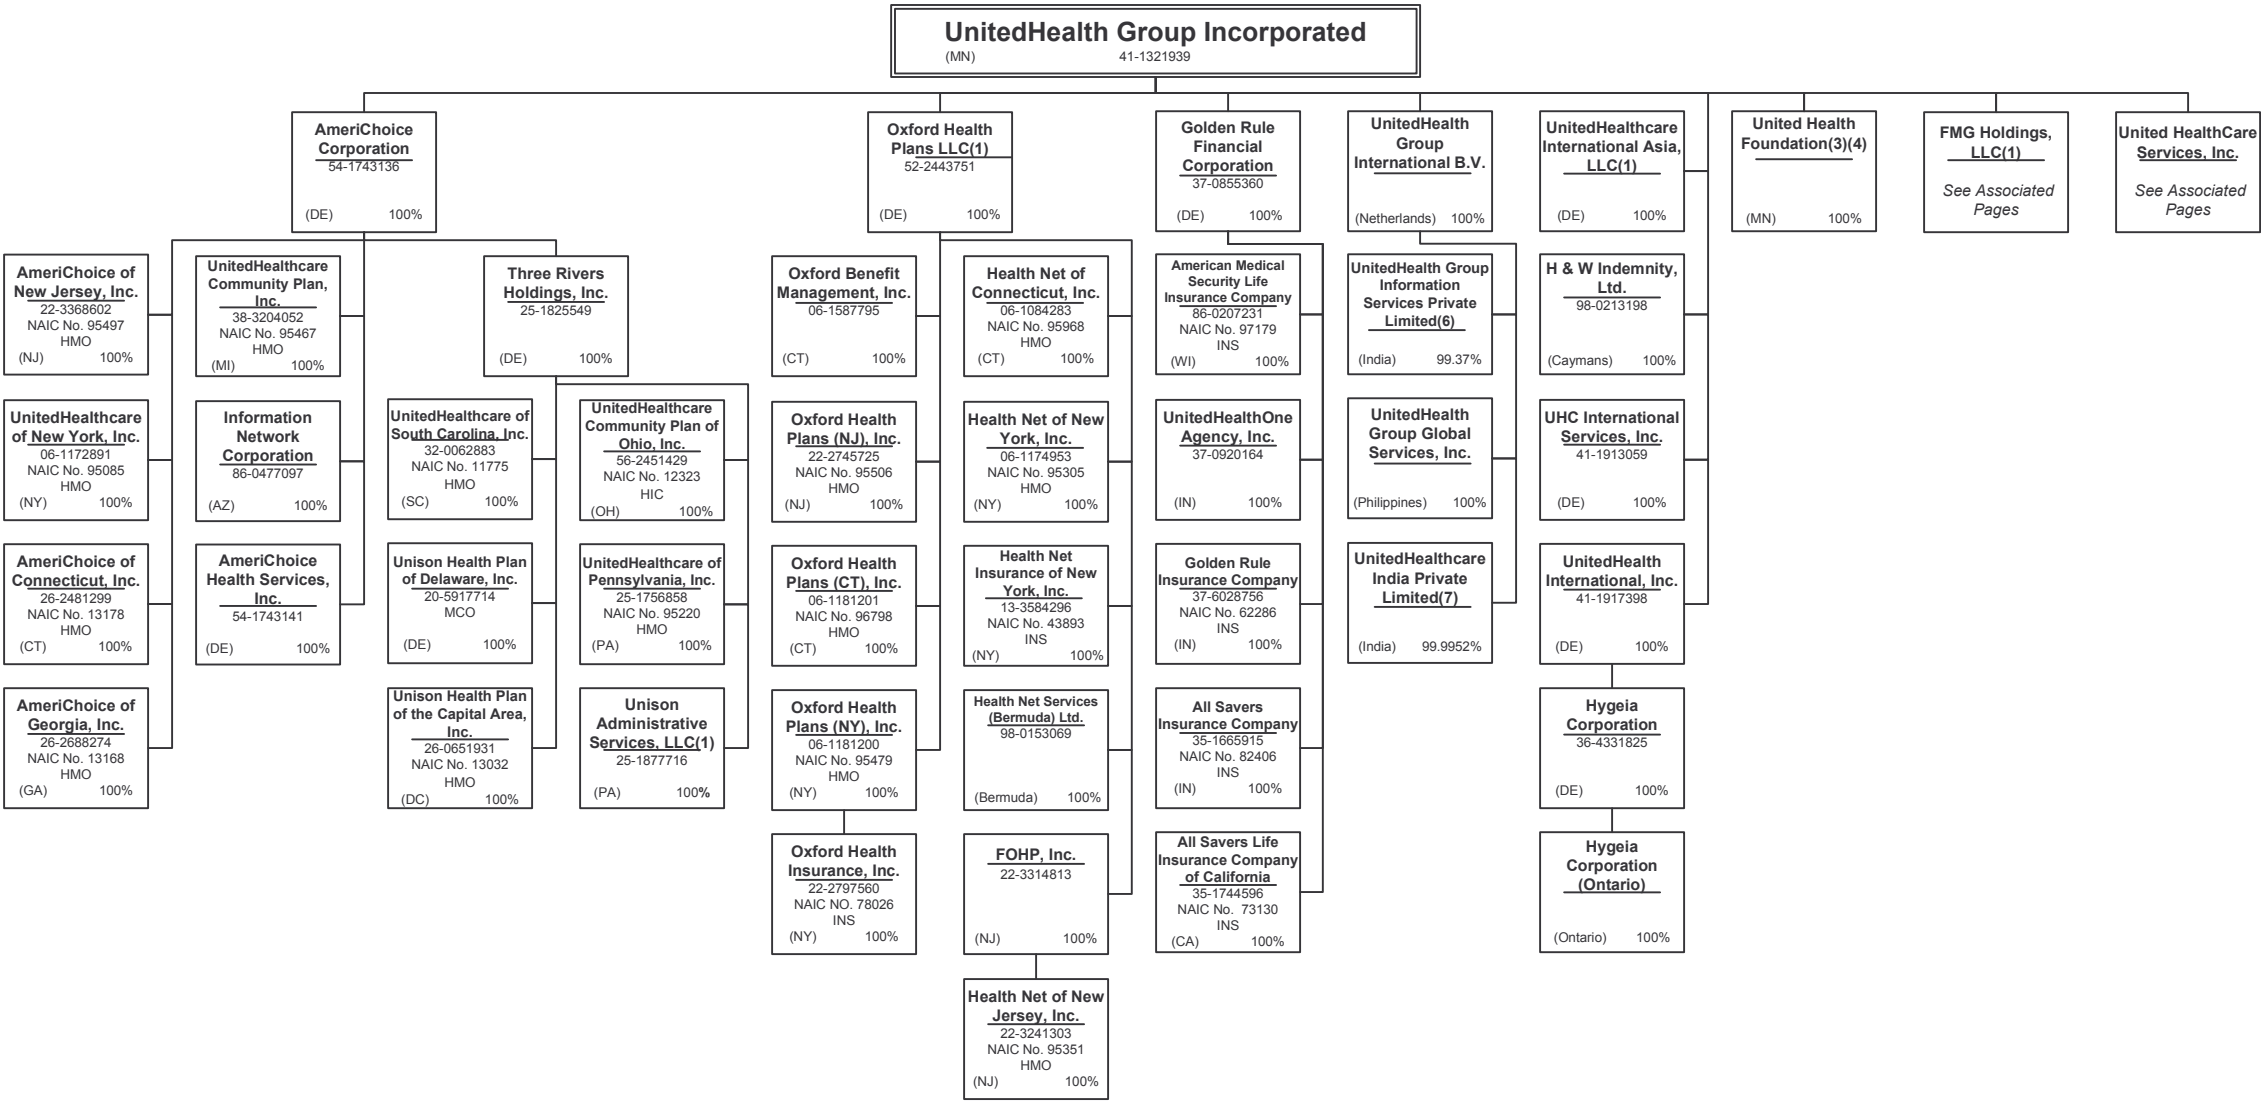 UnitedHealth Group Incorporated
(MN) 41-1321939
AmeriChoice
Corporation
54-1743136
(DE) 100%
Oxford Health
Plans LLC(1)
52-2443751
(DE) 100%
Golden Rule
Financial
Corporation
37-0855360
(DE) 100%
UnitedHealth
Group
International B.V.
(Netherlands) 100%
UnitedHealthcare
International Asia,
LLC(1)
(DE) 100%
United Health
Foundation(3)(4)
(MN) 100%
FMG Holdings,
LLC(1)
See Associated
Pages
United HealthCare
Services, Inc.
See Associated
Pages
AmeriChoice of
New Jersey, Inc.
22-3368602
NAIC No. 95497
HMO
(NJ) 100%
UnitedHealthcare
Community Plan,
Inc.
38-3204052
NAIC No. 95467
HMO
(MI) 100%
Three Rivers
Holdings, Inc.
25-1825549
(DE) 100%
Oxford Benefit
Management, Inc.
06-1587795
(CT) 100%
Health Net of
Connecticut, Inc.
06-1084283
NAIC No. 95968
HMO
(CT) 100%
American Medical
Security Life
Insurance Company
86-0207231
NAIC No. 97179
INS
(WI) 100%
UnitedHealth Group
Information
Services Private
Limited(6)
(India) 99.37%
H & W Indemnity,
Ltd.
98-0213198
(Caymans) 100%
UnitedHealthcare
of New York, Inc.
06-1172891
NAIC No. 95085
HMO
(NY) 100%
Information
Network
Corporation
86-0477097
(AZ) 100%
UnitedHealthcare of
South Carolina, Inc.
32-0062883
NAIC No. 11775
HMO
(SC) 100%
UnitedHealthcare
Community Plan of
Ohio, Inc.
56-2451429
NAIC No. 12323
HIC
(OH) 100%
Oxford Health
Plans (NJ), Inc.
22-2745725
NAIC No. 95506
HMO
(NJ) 100%
Health Net of New
York, Inc.
06-1174953
NAIC No. 95305
HMO
(NY) 100%
UnitedHealthOne
Agency, Inc.
37-0920164
(IN) 100%
UnitedHealth
Group Global
Services, Inc.
(Philippines) 100%
UHC International
Services, Inc.
41-1913059
(DE) 100%
AmeriChoice of
Connecticut, Inc.
26-2481299
NAIC No. 13178
HMO
(CT) 100%
AmeriChoice
Health Services,
Inc.
54-1743141
(DE) 100%
Unison Health Plan
of Delaware, Inc.
20-5917714
MCO
(DE) 100%
UnitedHealthcare of
Pennsylvania, Inc.
25-1756858
NAIC No. 95220
HMO
(PA) 100%
Oxford Health
Plans (CT), Inc.
06-1181201
NAIC No. 96798
HMO
(CT) 100%
Health Net
Insurance of New
York, Inc.
13-3584296
NAIC No. 43893
INS
(NY) 100%
Golden Rule
Insurance Company
37-6028756
NAIC No. 62286
INS
(IN) 100%
UnitedHealthcare
India Private
Limited(7)
(India) 99.9952%
UnitedHealth
International, Inc.
41-1917398
(DE) 100%
AmeriChoice of
Georgia, Inc.
26-2688274
NAIC No. 13168
HMO
(GA) 100%
Unison Health Plan
of the Capital Area,
Inc.
26-0651931
NAIC No. 13032
HMO
(DC) 100%
Unison
Administrative
Services, LLC(1)
25-1877716
(PA) 100%
Oxford Health
Plans (NY), Inc.
06-1181200
NAIC No. 95479
HMO
(NY) 100%
Health Net Services
(Bermuda) Ltd.
98-0153069
(Bermuda) 100%
All Savers
Insurance Company
35-1665915
NAIC No. 82406
INS
(IN) 100%
Hygeia
Corporation
36-4331825
(DE) 100%
Oxford Health
Insurance, Inc.
22-2797560
NAIC NO. 78026
INS
(NY) 100%
FOHP, Inc.
22-3314813
(NJ) 100%
All Savers Life
Insurance Company
of California
35-1744596
NAIC No. 73130
INS
(CA) 100%
Hygeia
Corporation
(Ontario)
(Ontario) 100%
Health Net of New
Jersey, Inc.
22-3241303
NAIC No. 95351
HMO
(NJ) 100%